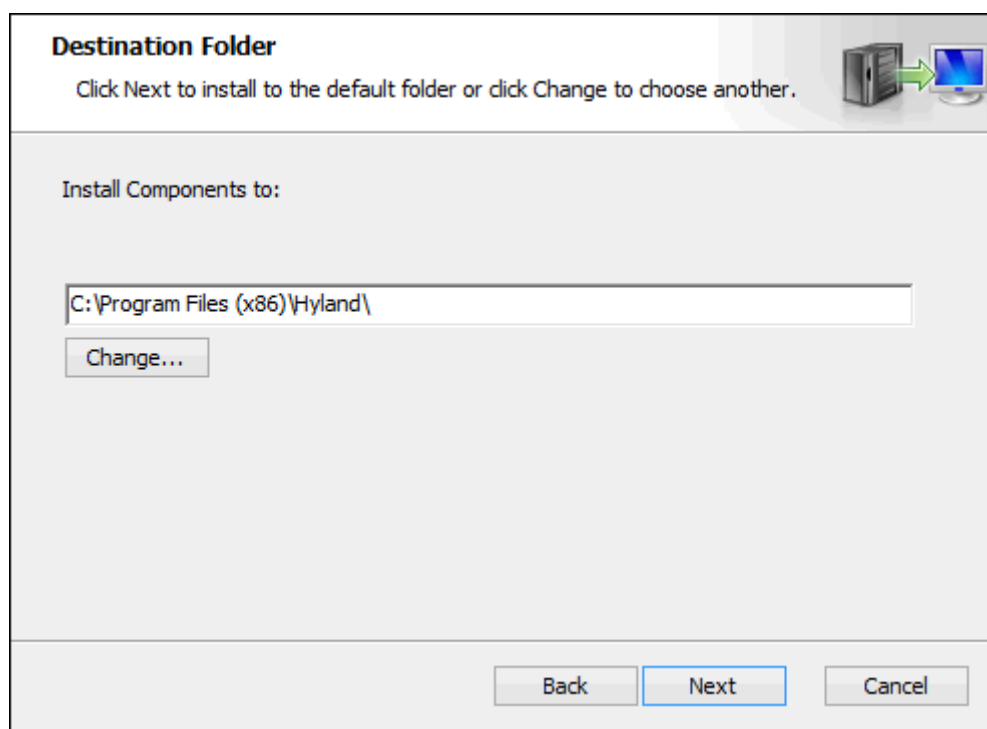 Destination Folder
Click Next to install to the default folder or click Change to choose another.
Install Components to:
C:\Program Files (x86)\Hyland\
Change...
Back Next Cancel